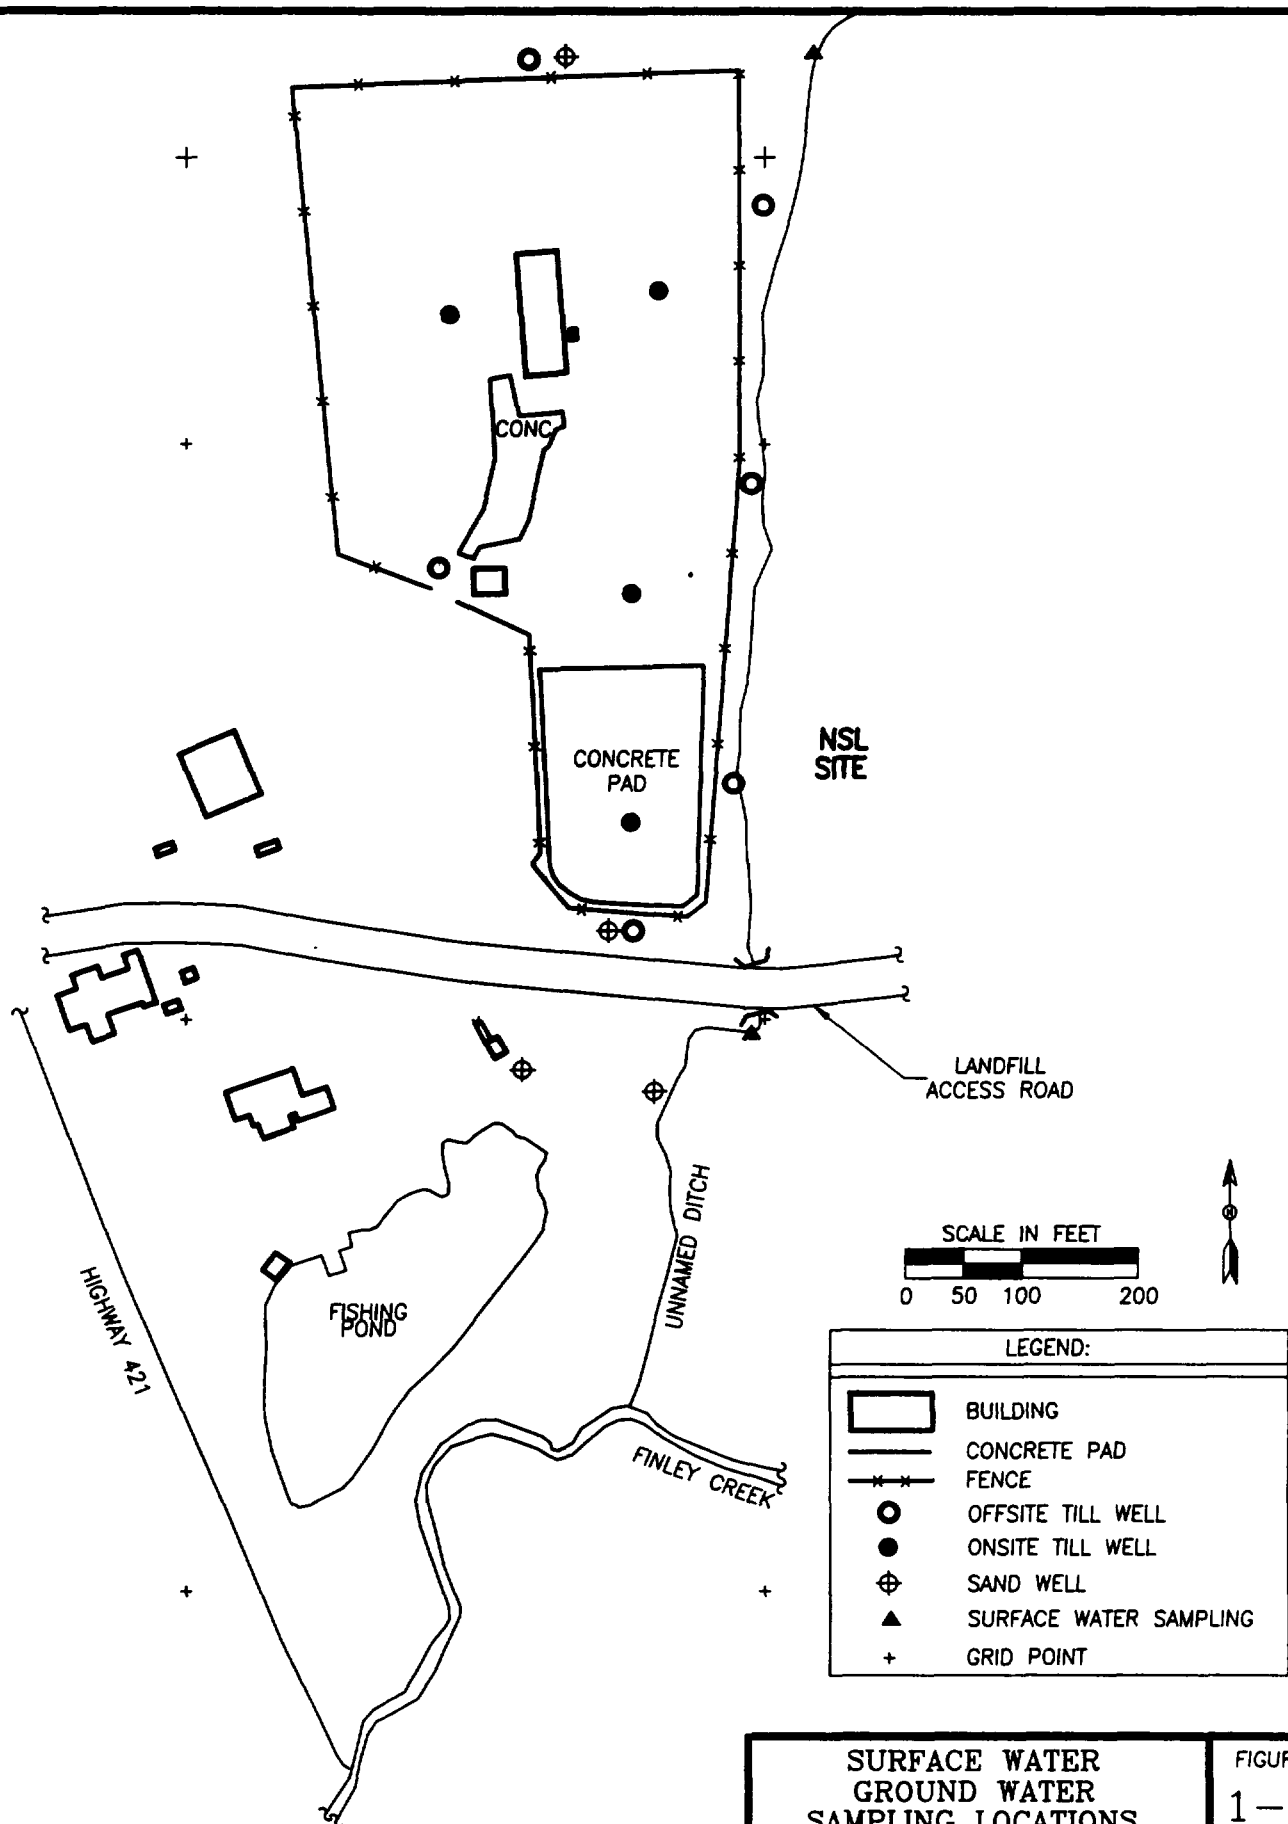 CONC
CONCRETE
PAD
NSL
SITE
LANDFILL
ACCESS ROAD
UNNAMED DITCH
HIGHWAY 421
FISHING
POND
FINLEY CREEK
SCALE IN FEET
0 50 100 200
LEGEND:
BUILDING
CONCRETE PAD
FENCE
OFFSITE TILL WELL
ONSITE TILL WELL
SAND WELL
SURFACE WATER SAMPLING
GRID POINT
SURFACE WATER
GROUND WATER
SAMPLING LOCATIONS
1-